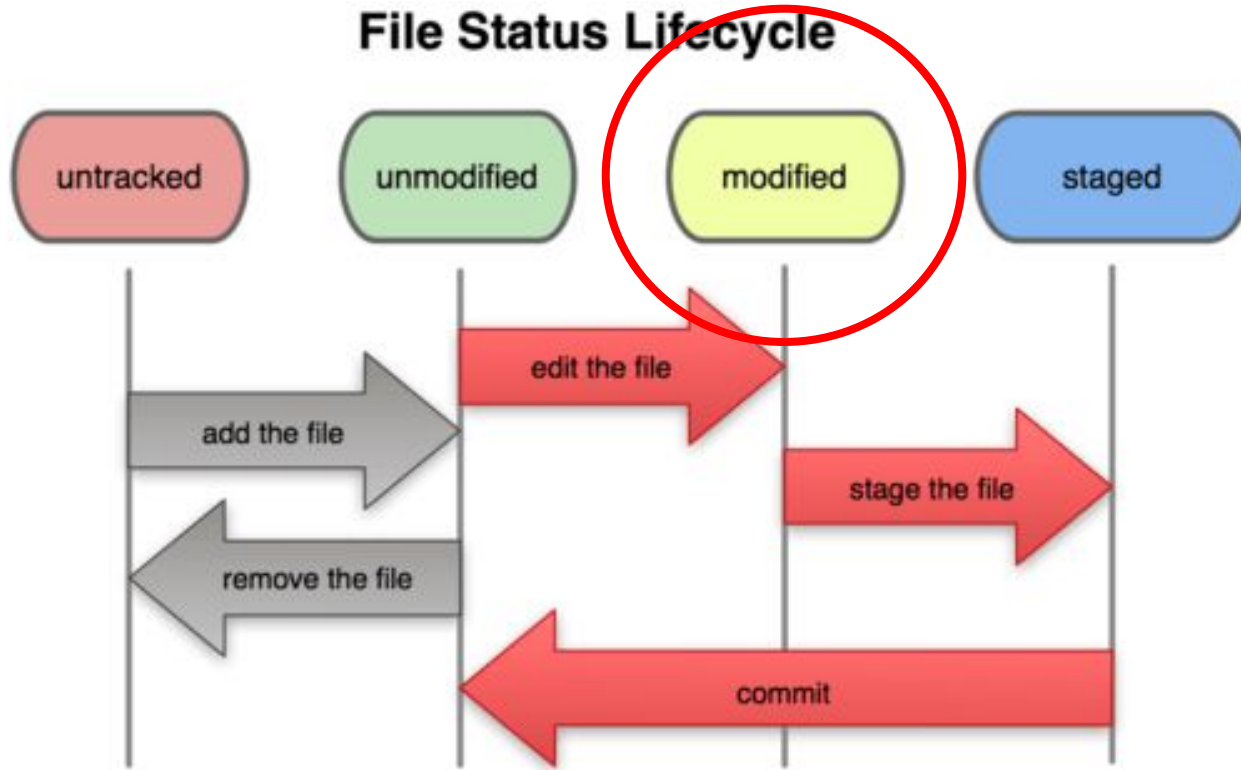 File Status Lifecycle
untracked
unmodified
modified
staged
edit the file
add the file
stage the file
remove the file
commit